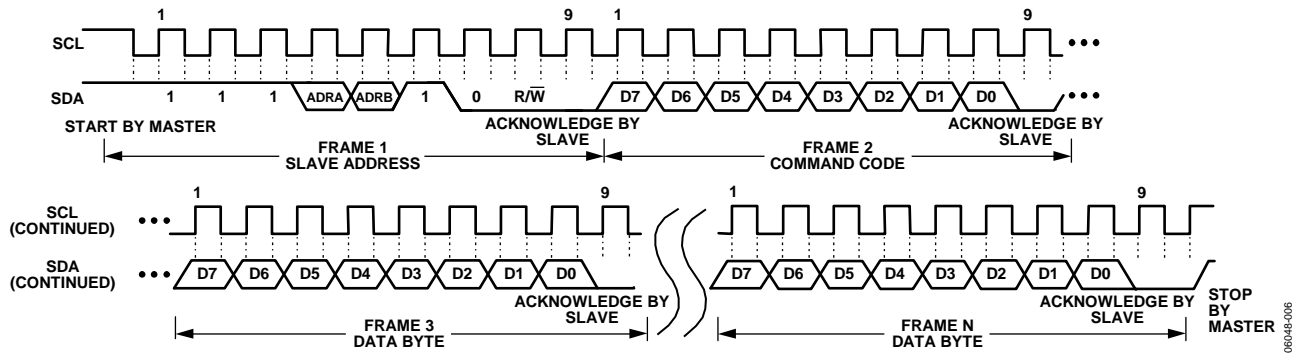 1 9 1 9
SCL
SDA
1 1 1 ADRA ADRB 1 0 R/W̅ D7 D6 D5 D4 D3 D2 D1 D0
START BY MASTER
ACKNOWLEDGE BY
SLAVE
ACKNOWLEDGE BY
SLAVE
FRAME 1
SLAVE ADDRESS
FRAME 2
COMMAND CODE
1 9 1 9
SCL
(CONTINUED)
SDA
(CONTINUED)
D7 D6 D5 D4 D3 D2 D1 D0
D7 D6 D5 D4 D3 D2 D1 D0
ACKNOWLEDGE BY
SLAVE
ACKNOWLEDGE BY
SLAVE
STOP
BY
MASTER
FRAME 3
DATA BYTE
FRAME N
DATA BYTE
06048-006